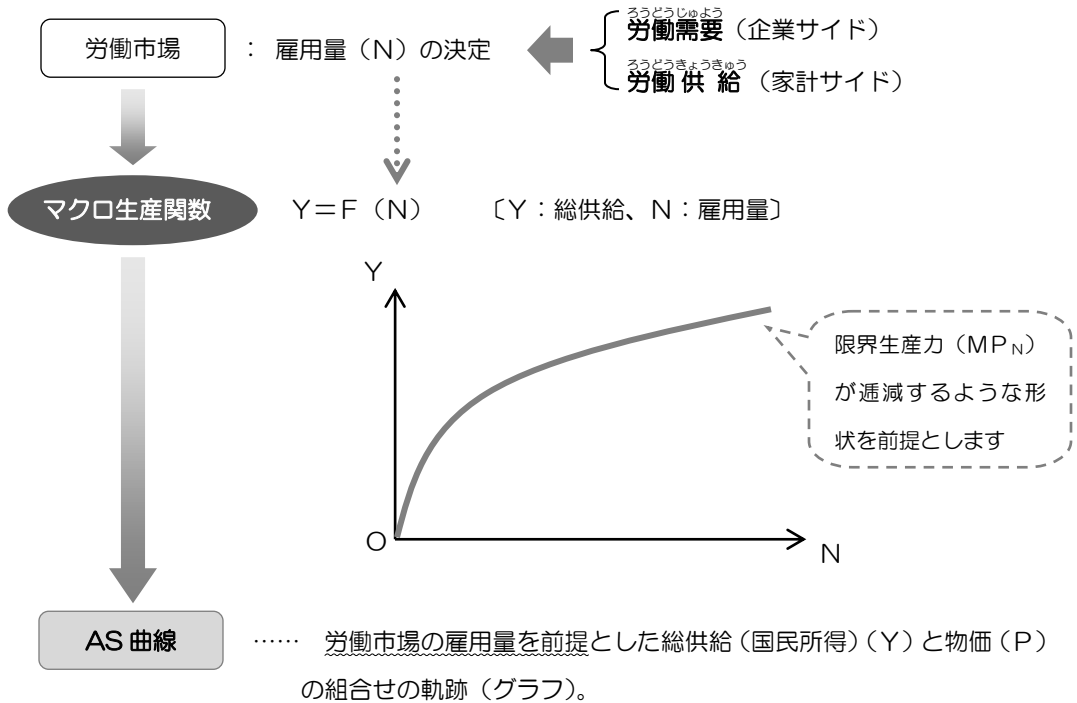 ろうどうじゅよう
労働需要（企業サイド）
労働市場 ： 雇用量（N）の決定
ろうどうきょうきゅう
労働供給（家計サイド）
マクロ生産関数 Y＝F（N） 〔Y：総供給、N：雇用量〕
Y
限界生産力（MPN）
が逓減するような形
状を前提とします
O
N
AS曲線 …… 労働市場の雇用量を前提とした総供給（国民所得）（Y）と物価（P）
の組合せの軌跡（グラフ）。